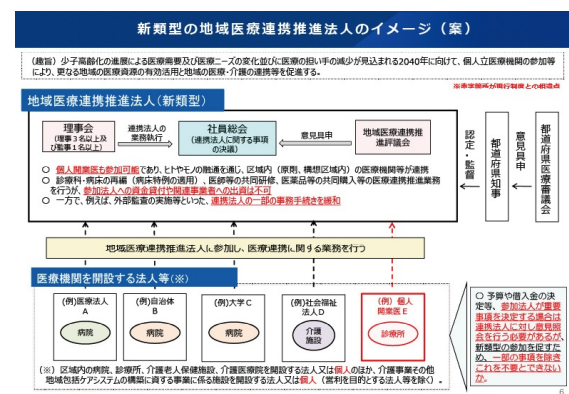 新類型の地域医療連携推進法人のイメージ（案）
（趣旨）少子高齢化の進展による医療需要及び医療ニーズの変化並びに医療の担い手の減少が見込まれる2040年に向けて、個人立医療機関の参加等
により、更なる地域の医療資源の有効活用と地域の医療・介護の連携等を促進する。
※赤字箇所が現行制度との相違点
地域医療連携推進法人（新類型）
理事会
（理事３名以上及
び監事１名以上）
連携法人の
業務執行
社員総会
（連携法人に関する事項
の決議）
意見具申
地域医療連携推
進評議会
○ 個人開業医も参加可能であり、ヒトやモノの融通を通じ、区域内（原則、構想区域内）の医療機関等が連携
○ 診療科・病床の再編（病床特例の適用）、医師等の共同研修、医薬品等の共同購入等の医療連携推進業務
を行うが、参加法人への資金貸付や関連事業者への出資は不可
○ 一方で、例えば、外部監査の実施等といった、連携法人の一部の事務手続きを緩和
認定・監督
都道府県知事
意見具申
都道府県医療審議会
地域医療連携推進法人に参加し、医療連携に関する業務を行う
医療機関を開設する法人等（※）
（例）医療法人
A
病院
（例）自治体
B
病院
（例）大学Ｃ
病院
（例）社会福祉
法人D
介護
施設
（例）個人
開業医Ｅ
診療所
（※）区域内の病院、診療所、介護老人保健施設、介護医療院を開設する法人又は個人のほか、介護事業その他
地域包括ケアシステムの構築に資する事業に係る施設を開設する法人又は個人（営利を目的とする法人等を除く）。
○ 予算や借入金の決
定等、参加法人が重要
事項を決定する場合は
連携法人に対し意見照
会を行う必要があるが、
新類型の参加を促すた
め、一部の事項を除き
これを不要とできない
か。
6